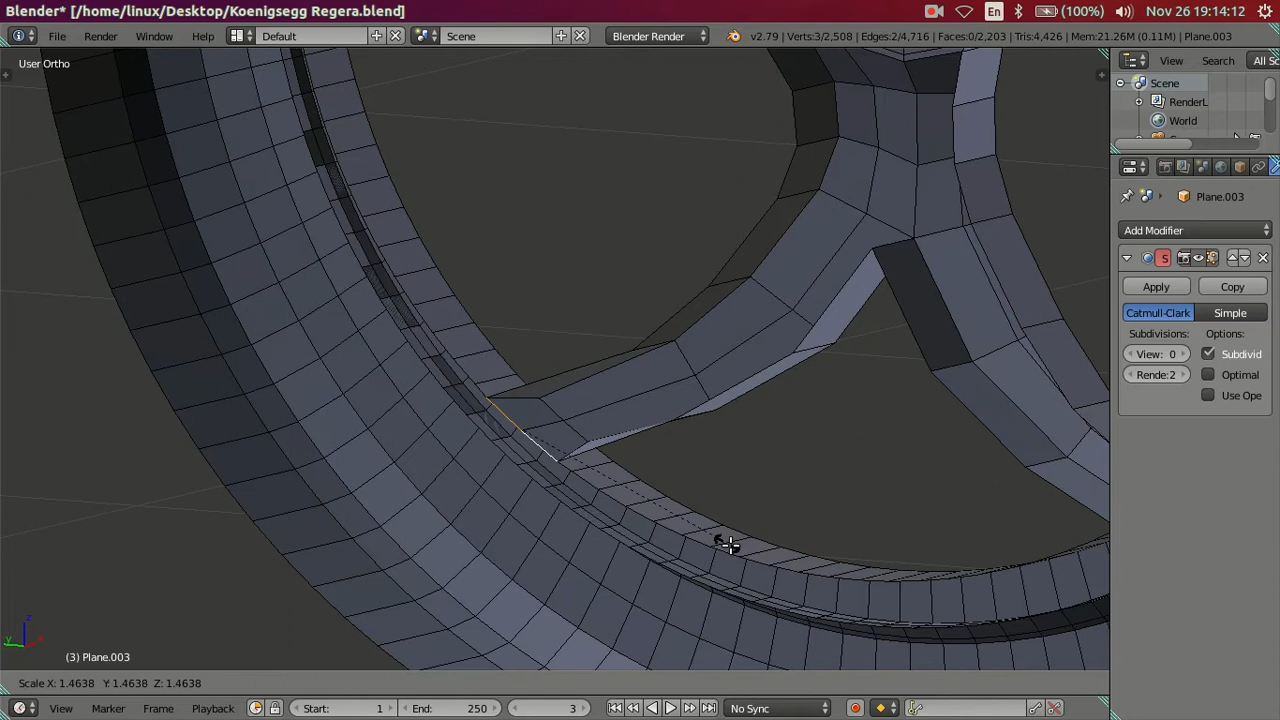 Blender* [/home/linux/Desktop/Koenigsegg Regera.blend]
En
(100%)
Nov 26 19:14:12
File
Render
Window
Help
Default
Scene
Blender Render
v2.79 | Verts:3/2,508 | Edges:2/4,716 | Faces:0/2,203 | Tris:4,426 | Mem:21.26M (0.11M) | Plane.003
User Ortho
View
Search
All Sc
Scene
RenderL
World
Plane.003
Add Modifier
S
Apply
Copy
Catmull-Clark
Simple
Subdivisions:
Options:
View: 0
Subdivid
Rende:2
Optimal
Use Ope
z
y
x
(3) Plane.003
Scale X: 1.4638 Y: 1.4638 Z: 1.4638
View
Marker
Frame
Playback
Start: 1
End: 250
3
No Sync